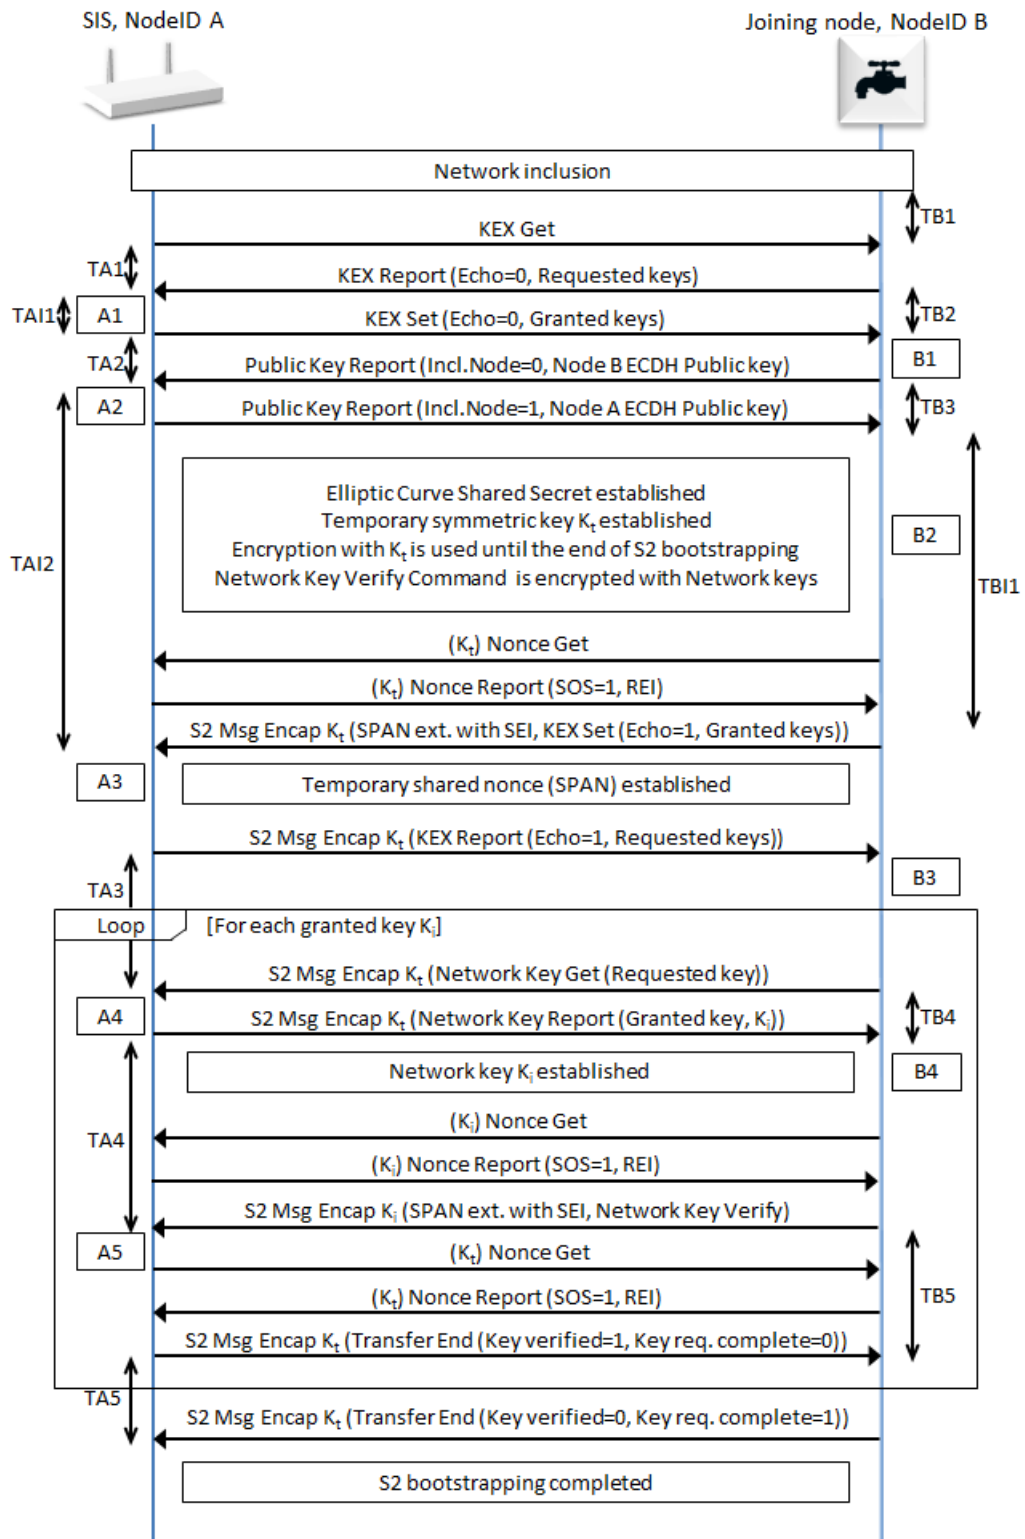 SIS, NodeID A
Joining node, NodeID B
Network inclusion
TB1
KEX Get
TA1
KEX Report (Echo=0, Requested keys)
TAI1
A1
KEX Set (Echo=0, Granted keys)
TB2
TA2
Public Key Report (Incl.Node=0, Node B ECDH Public key)
B1
A2
Public Key Report (Incl.Node=1, Node A ECDH Public key)
TB3
Elliptic Curve Shared Secret established
Temporary symmetric key Kt established
Encryption with Kt is used until the end of S2 bootstrapping
Network Key Verify Command is encrypted with Network keys
B2
TAI2
TBI1
(Kt) Nonce Get
(Kt) Nonce Report (SOS=1, REI)
S2 Msg Encap Kt (SPAN ext. with SEI, KEX Set (Echo=1, Granted keys))
A3
Temporary shared nonce (SPAN) established
S2 Msg Encap Kt (KEX Report (Echo=1, Requested keys))
B3
TA3
Loop
[For each granted key Ki]
S2 Msg Encap Kt (Network Key Get (Requested key))
A4
S2 Msg Encap Kt (Network Key Report (Granted key, Ki))
TB4
Network key Ki established
B4
(Ki) Nonce Get
TA4
(Ki) Nonce Report (SOS=1, REI)
S2 Msg Encap Ki (SPAN ext. with SEI, Network Key Verify)
A5
(Kt) Nonce Get
(Kt) Nonce Report (SOS=1, REI)
TB5
S2 Msg Encap Kt (Transfer End (Key verified=1, Key req. complete=0))
TA5
S2 Msg Encap Kt (Transfer End (Key verified=0, Key req. complete=1))
S2 bootstrapping completed